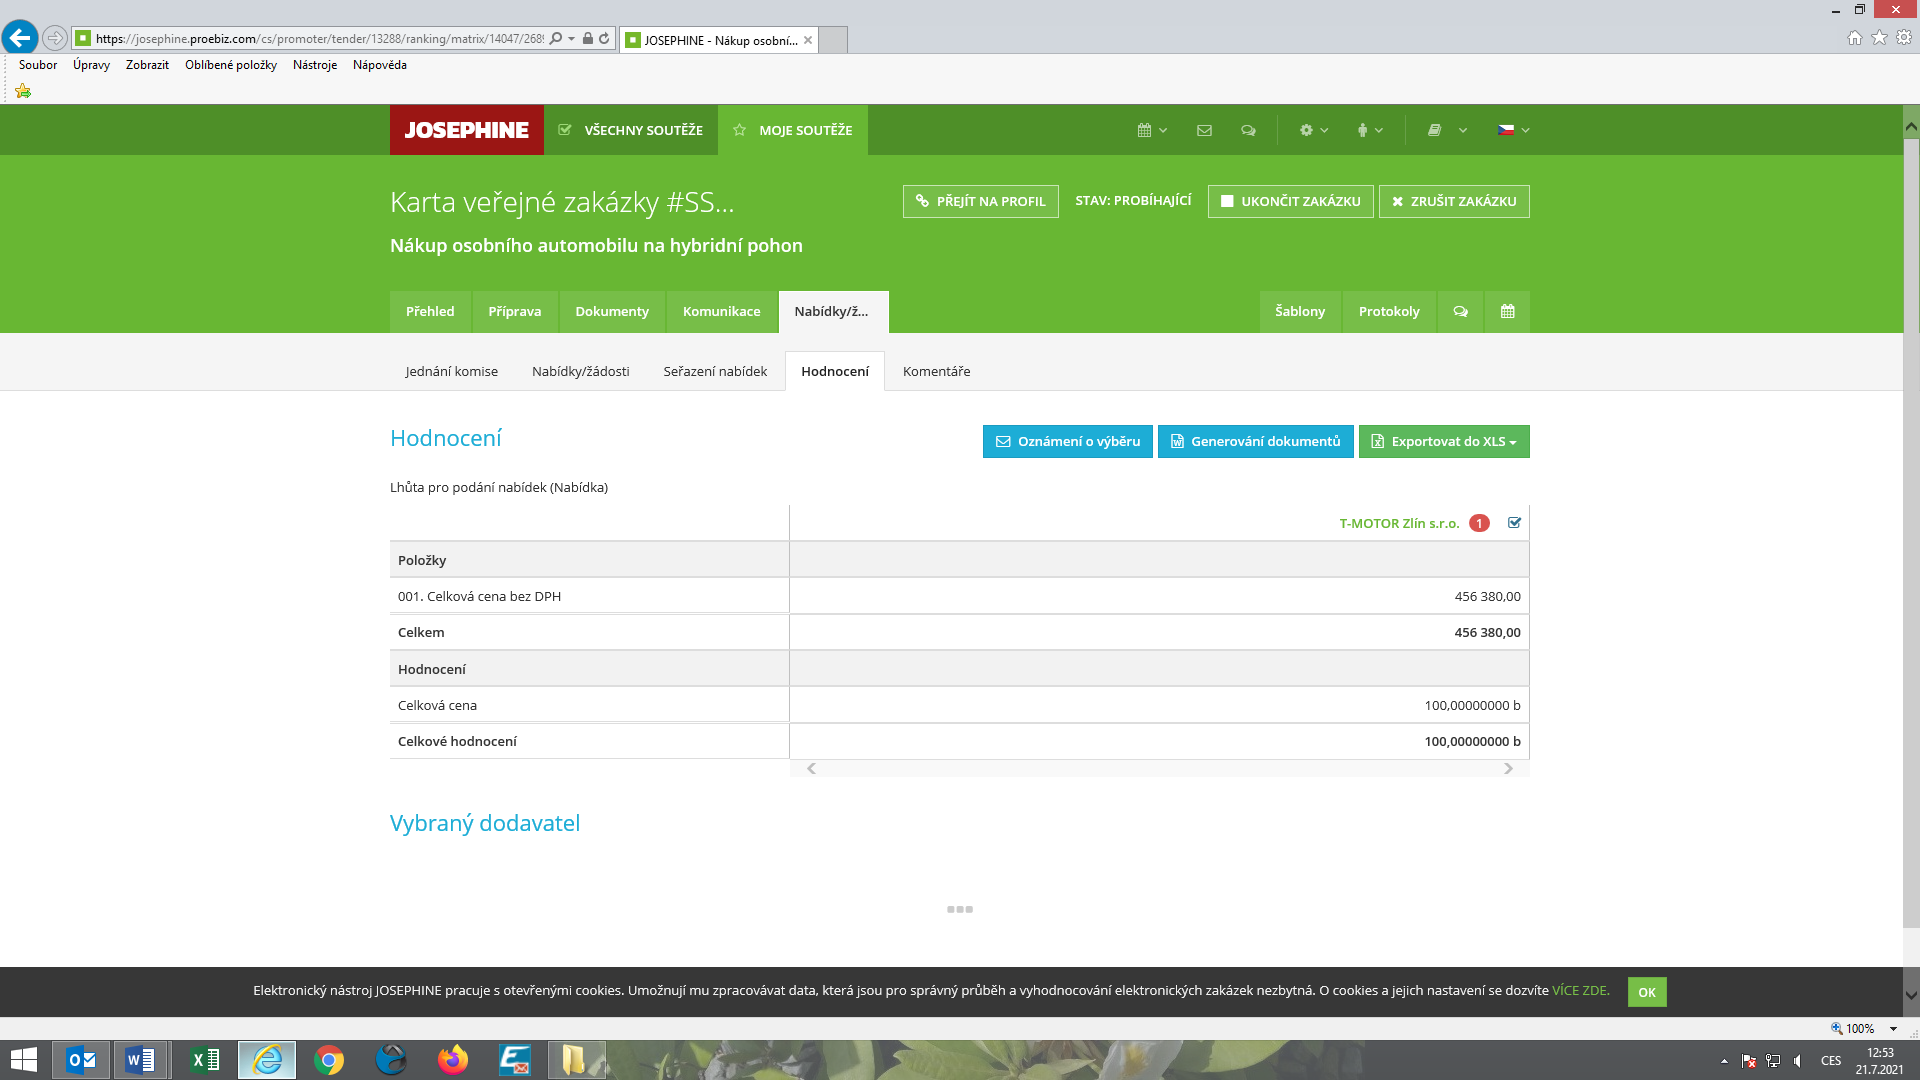 https://josephine.proebiz.com/cs/promoter/tender/13288/ranking/matrix/14047/2689
JOSEPHINE - Nákup osobní...
Soubor Úpravy Zobrazit Oblíbené položky Nástroje Nápověda
JOSEPHINE VŠECHNY SOUTĚŽE MOJE SOUTĚŽE
Karta veřejné zakázky #SS... PŘEJÍT NA PROFIL STAV: PROBÍHAJÍCÍ UKONČIT ZAKÁZKU ZRUŠIT ZAKÁZKU
Nákup osobního automobilu na hybridní pohon
Přehled Příprava Dokumenty Komunikace Nabídky/ž... Šablony Protokoly
Jednání komise Nabídky/žádosti Seřazení nabídek Hodnocení Komentáře
Hodnocení Oznámení o výběru Generování dokumentů Exportovat do XLS
Lhůta pro podání nabídek (Nabídka)
T-MOTOR Zlín s.r.o. 1
Položky
001. Celková cena bez DPH 456 380,00
Celkem 456 380,00
Hodnocení
Celková cena 100,00000000 b
Celkové hodnocení 100,00000000 b
Vybraný dodavatel
Elektronický nástroj JOSEPHINE pracuje s otevřenými cookies. Umožňují mu zpracovávat data, která jsou pro správný průběh a vyhodnocování elektronických zakázek nezbytná. O cookies a jejich nastavení se dozvíte VÍCE ZDE. OK
100%
CES 12:53
21.7.2021